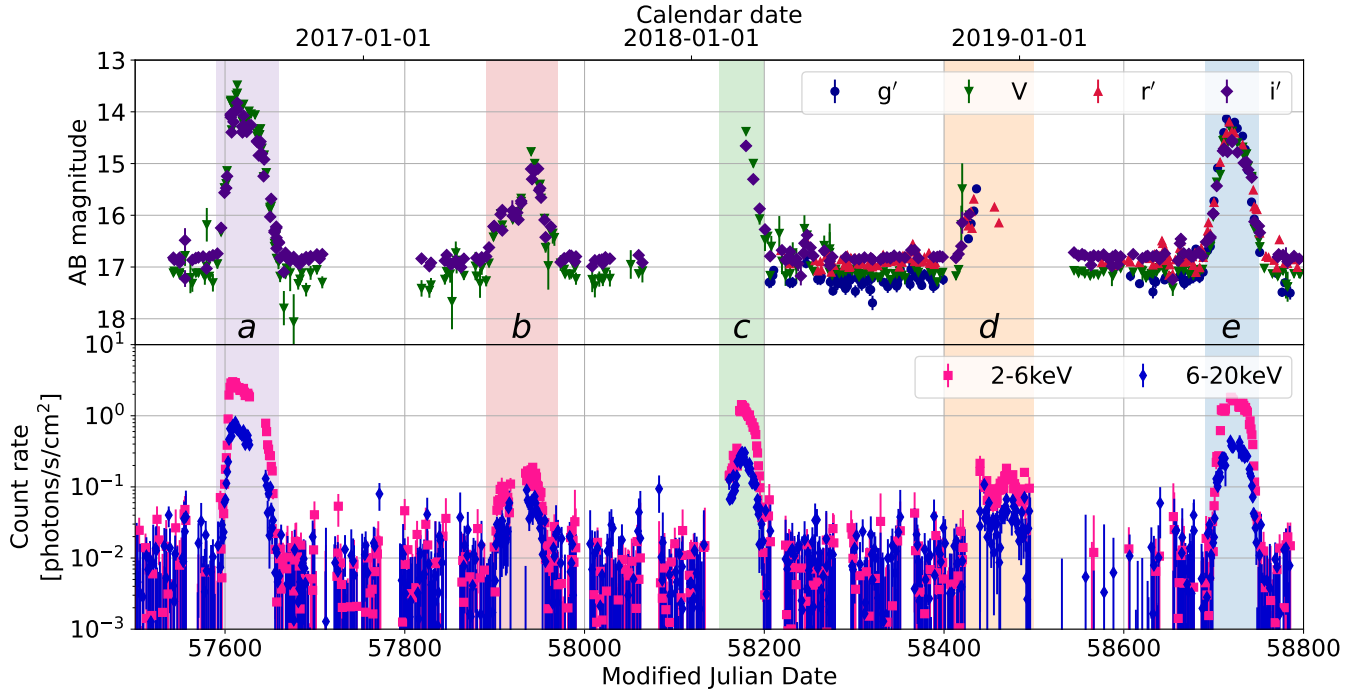 Calendar date
2017-01-01 2018-01-01 2019-01-01
13
14
15
16
17
18
AB magnitude
g′ V r′ i′
a b c d e
10¹
10⁰
10⁻¹
10⁻²
10⁻³
Count rate
[photons/s/cm²]
2-6keV 6-20keV
57600 57800 58000 58200 58400 58600 58800
Modified Julian Date